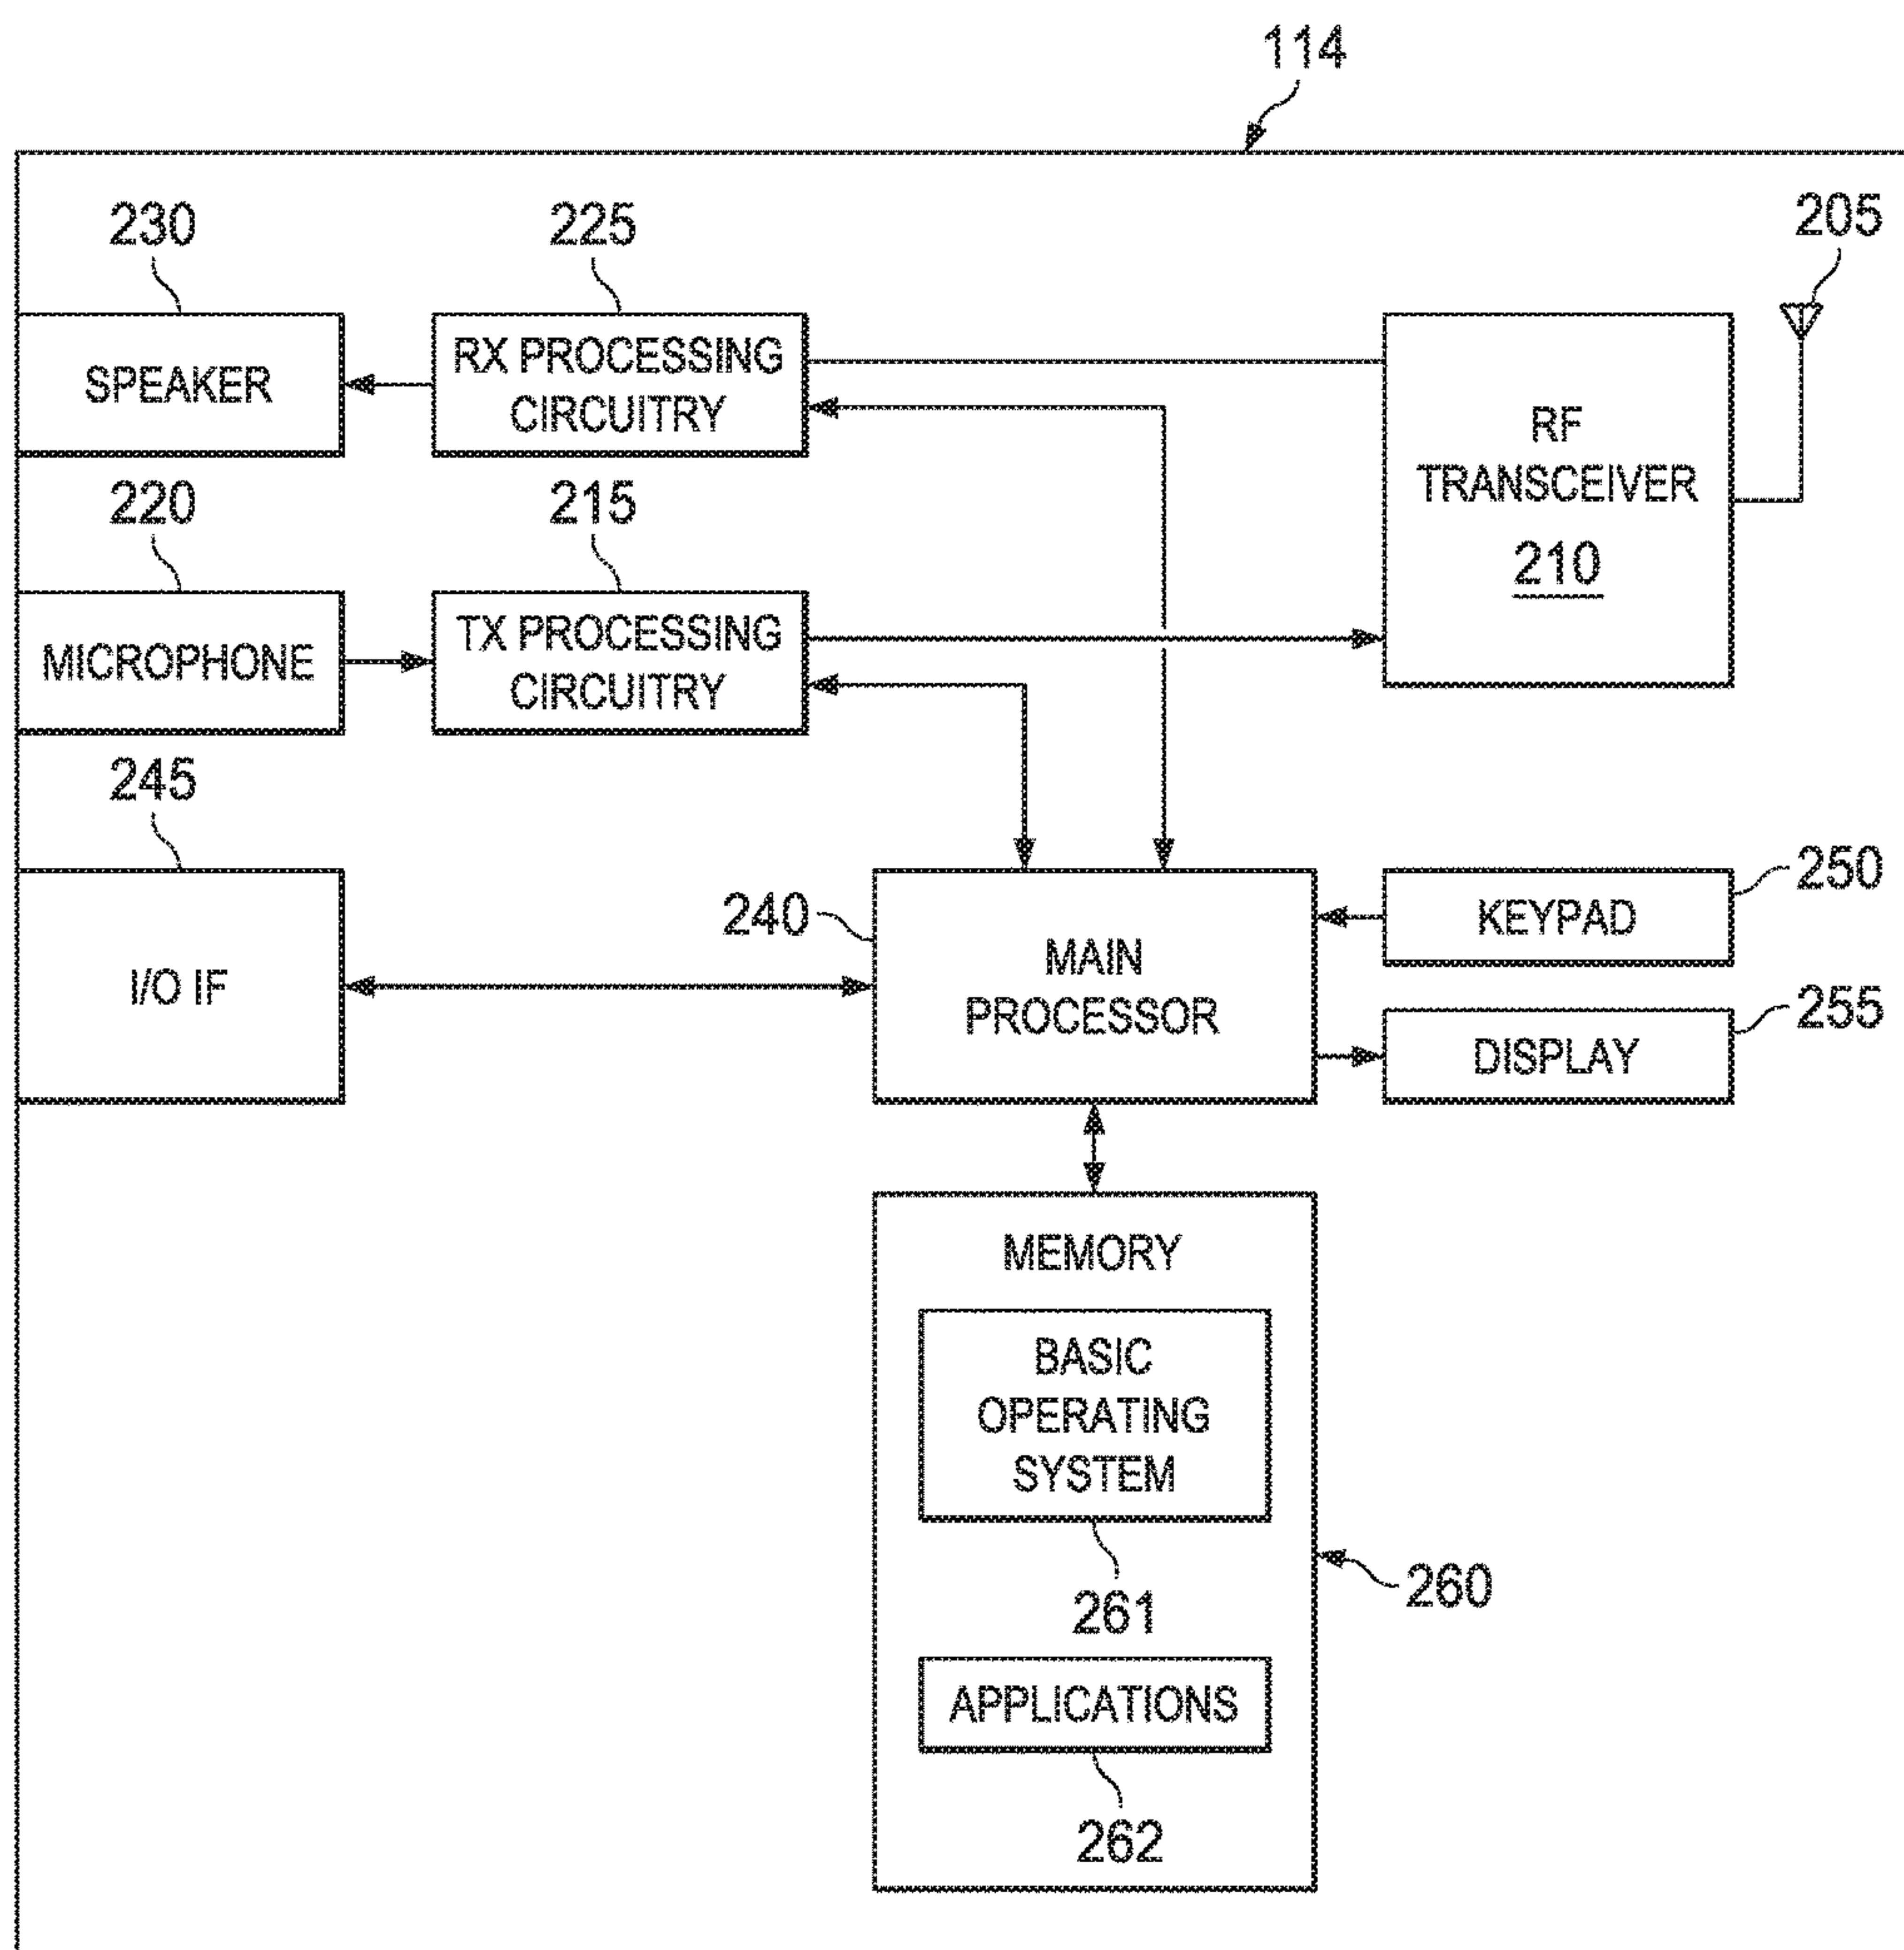 114
205
230
225
SPEAKER
RX PROCESSING
CIRCUITRY
RF
TRANSCEIVER
210
220
215
MICROPHONE
TX PROCESSING
CIRCUITRY
245
I/O IF
240
MAIN
PROCESSOR
250
KEYPAD
255
DISPLAY
MEMORY
BASIC
OPERATING
SYSTEM
261
260
APPLICATIONS
262